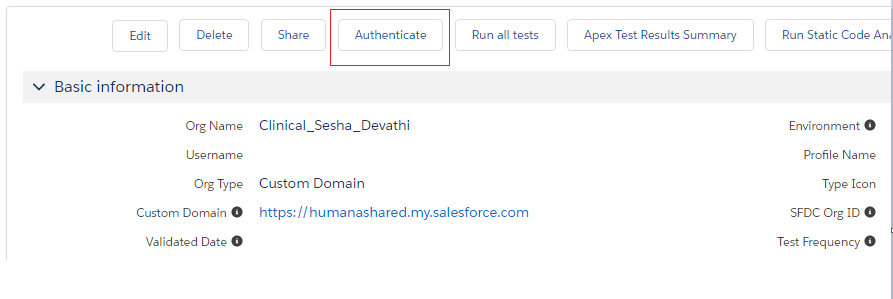 Edit Delete Share Authenticate Run all tests Apex Test Results Summary Run Static Code Ana
Basic information
Org Name Clinical_Sesha_Devathi Environment
Username Profile Name
Org Type Custom Domain Type Icon
Custom Domain https://humanashared.my.salesforce.com SFDC Org ID
Validated Date Test Frequency